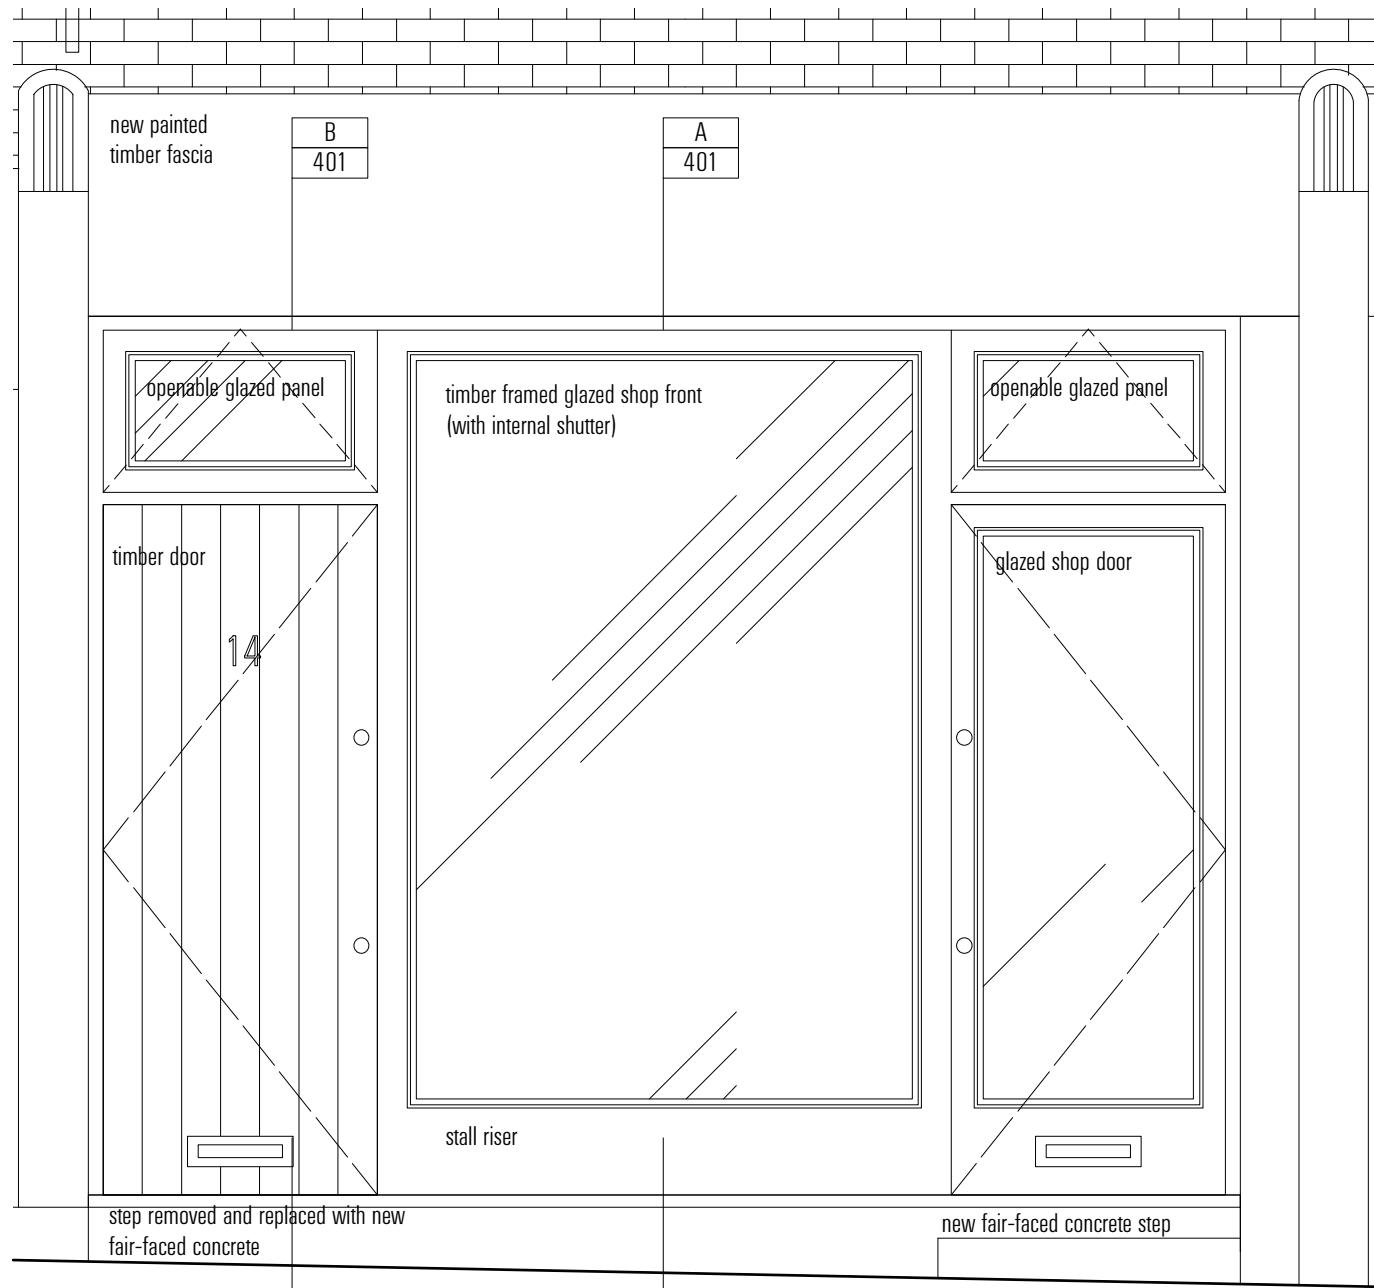 new painted
timber fascia
B
401
A
401
openable glazed panel
timber framed glazed shop front
(with internal shutter)
openable glazed panel
timber door
glazed shop door
14
stall riser
step removed and replaced with new
fair-faced concrete
new fair-faced concrete step